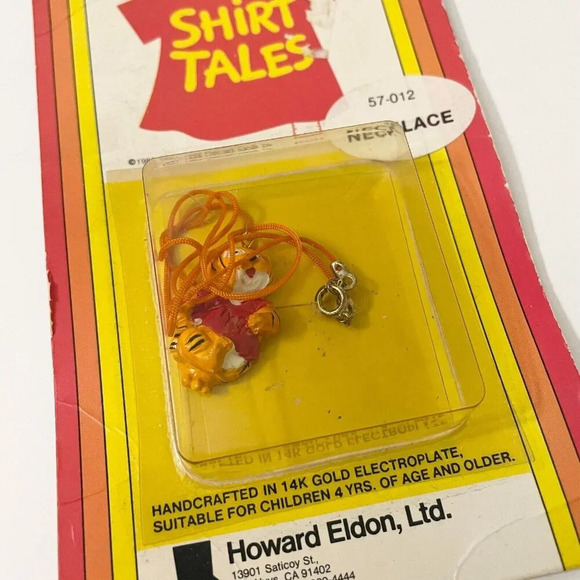 SHIRT
TALES
57-012
NECKLACE
HANDCRAFTED IN 14K GOLD ELECTROPLATE,
SUITABLE FOR CHILDREN 4 YRS. OF AGE AND OLDER.
Howard Eldon, Ltd.
13901 Saticoy St.,
CA 91402
-4444